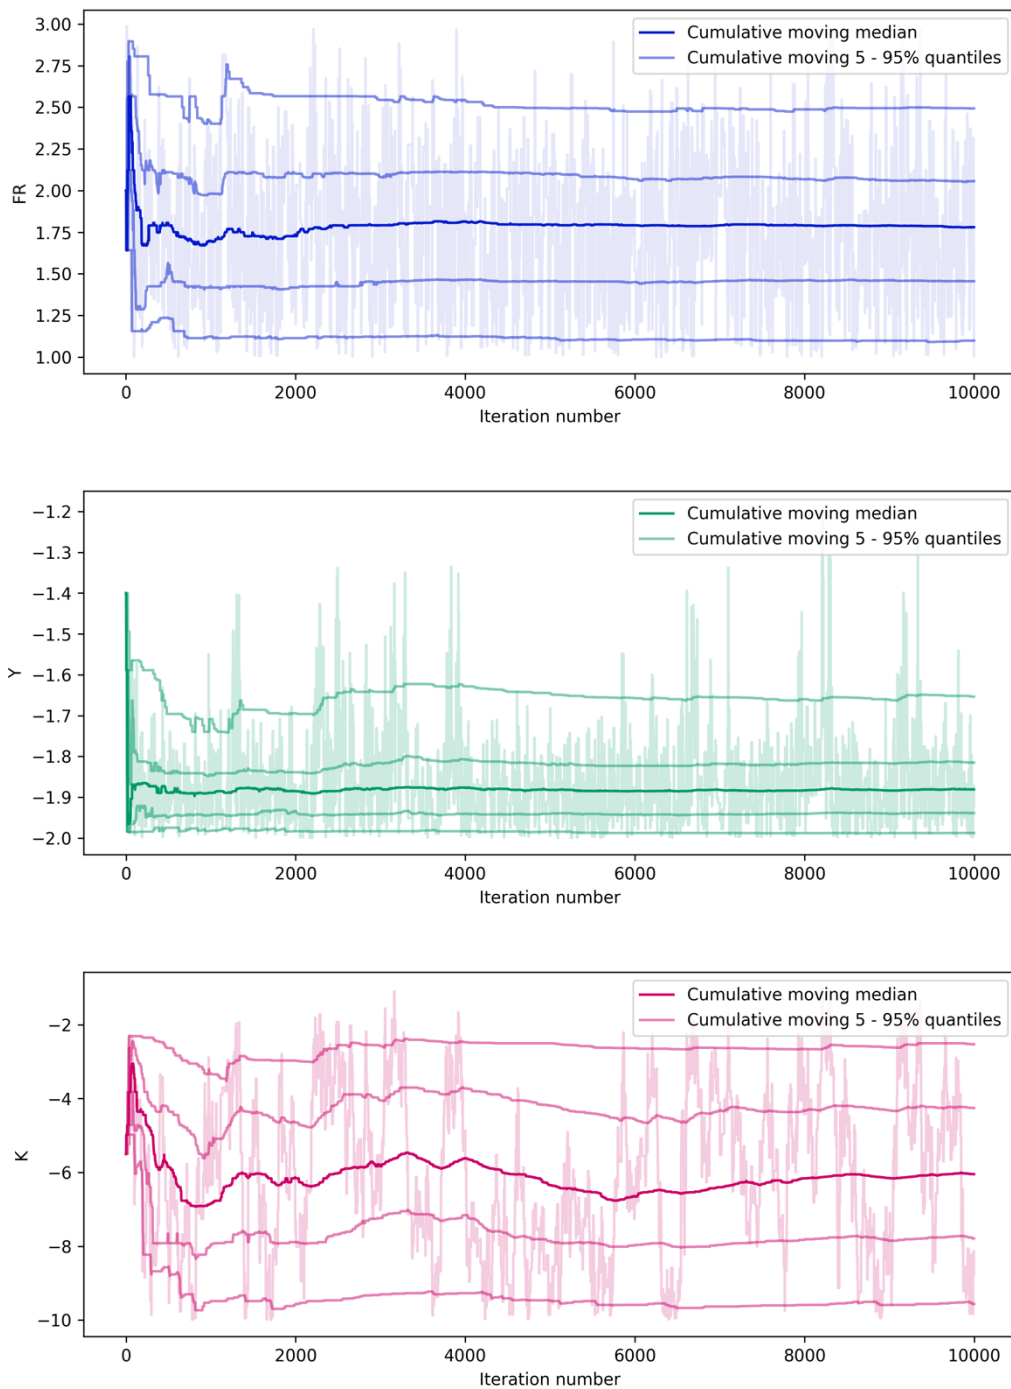 3.00
2.75
2.50
2.25
2.00
1.75
1.50
1.25
1.00
FR
Cumulative moving median
Cumulative moving 5 - 95% quantiles
0 2000 4000 6000 8000 10000
Iteration number
−1.2
−1.3
−1.4
−1.5
−1.6
−1.7
−1.8
−1.9
−2.0
Y
Cumulative moving median
Cumulative moving 5 - 95% quantiles
0 2000 4000 6000 8000 10000
Iteration number
−2
−4
−6
−8
−10
K
Cumulative moving median
Cumulative moving 5 - 95% quantiles
0 2000 4000 6000 8000 10000
Iteration number